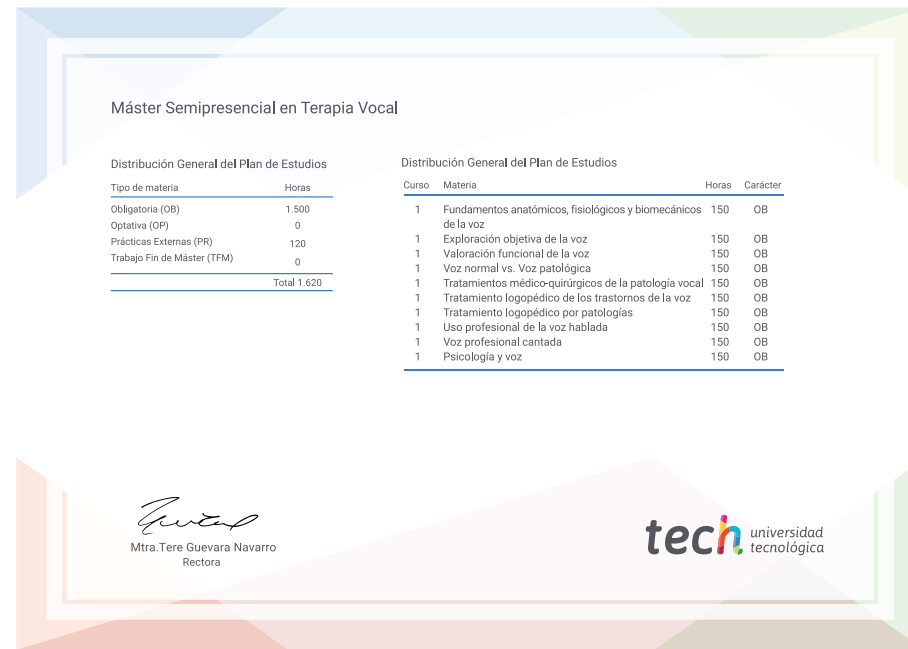 Máster Semipresencial en Terapia Vocal
Distribución General del Plan de Estudios
Tipo de materia Horas
Obligatoria (OB) 1.500
Optativa (OP) 0
Prácticas Externas (PR) 120
Trabajo Fin de Máster (TFM) 0
Total 1.620
Distribución General del Plan de Estudios
Curso Materia Horas Carácter
1 Fundamentos anatómicos, fisiológicos y biomecánicos 150 OB
de la voz
1 Exploración objetiva de la voz 150 OB
1 Valoración funcional de la voz 150 OB
1 Voz normal vs. Voz patológica 150 OB
1 Tratamientos médico-quirúrgicos de la patología vocal 150 OB
1 Tratamiento logopédico de los trastornos de la voz 150 OB
1 Tratamiento logopédico por patologías 150 OB
1 Uso profesional de la voz hablada 150 OB
1 Voz profesional cantada 150 OB
1 Psicología y voz 150 OB
Mtra.Tere Guevara Navarro
Rectora
tech universidad
tecnológica